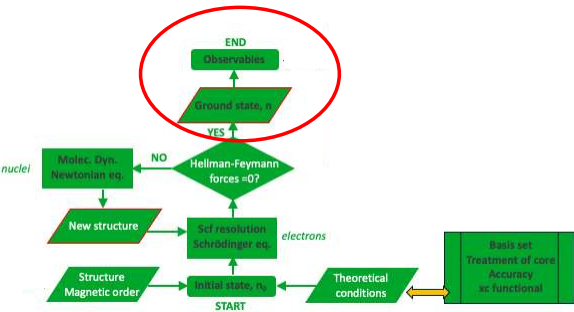 END
Observables
Ground state, n
YES
Molec. Dyn.
Newtonian eq.
NO
Hellman-Feymann
forces =0?
nuclei
New structure
Scf resolution
Schrödinger eq.
electrons
Structure
Magnetic order
Initial state, n₀
START
Theoretical
conditions
Basis set
Treatment of core
Accuracy
xc functional